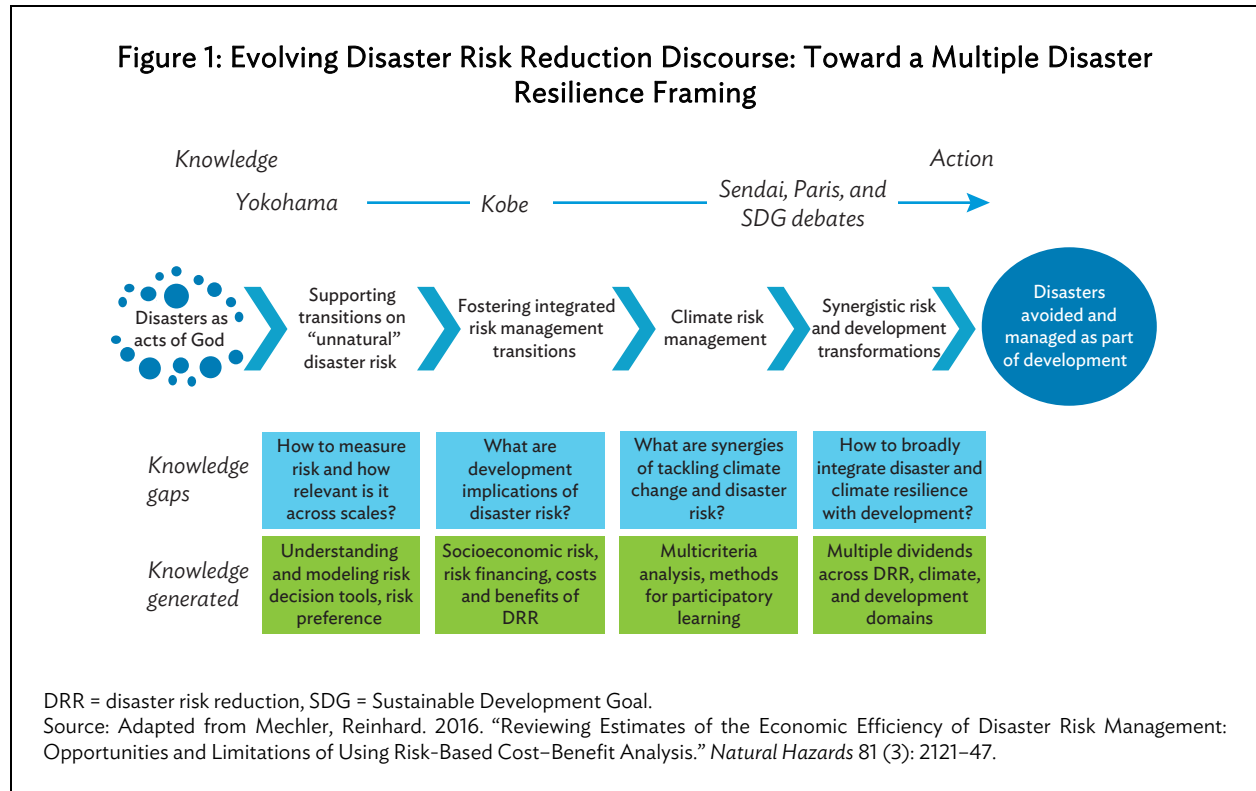 Figure 1: Evolving Disaster Risk Reduction Discourse: Toward a Multiple Disaster
Resilience Framing
Knowledge
Action
Yokohama
Kobe
Sendai, Paris, and
SDG debates
Disasters as
acts of God
Supporting
transitions on
“unnatural”
disaster risk
Fostering integrated
risk management
transitions
Climate risk
management
Synergistic risk
and development
transformations
Disasters
avoided and
managed as part
of development
Knowledge
gaps
How to measure
risk and how
relevant is it
across scales?
What are
development
implications of
disaster risk?
What are synergies
of tackling climate
change and disaster
risk?
How to broadly
integrate disaster and
climate resilience
with development?
Knowledge
generated
Understanding
and modeling risk
decision tools, risk
preference
Socioeconomic risk,
risk financing, costs
and benefits of
DRR
Multicriteria
analysis, methods
for participatory
learning
Multiple dividends
across DRR, climate,
and development
domains
DRR = disaster risk reduction, SDG = Sustainable Development Goal.
Source: Adapted from Mechler, Reinhard. 2016. “Reviewing Estimates of the Economic Efficiency of Disaster Risk Management:
Opportunities and Limitations of Using Risk-Based Cost–Benefit Analysis.” Natural Hazards 81 (3): 2121–47.